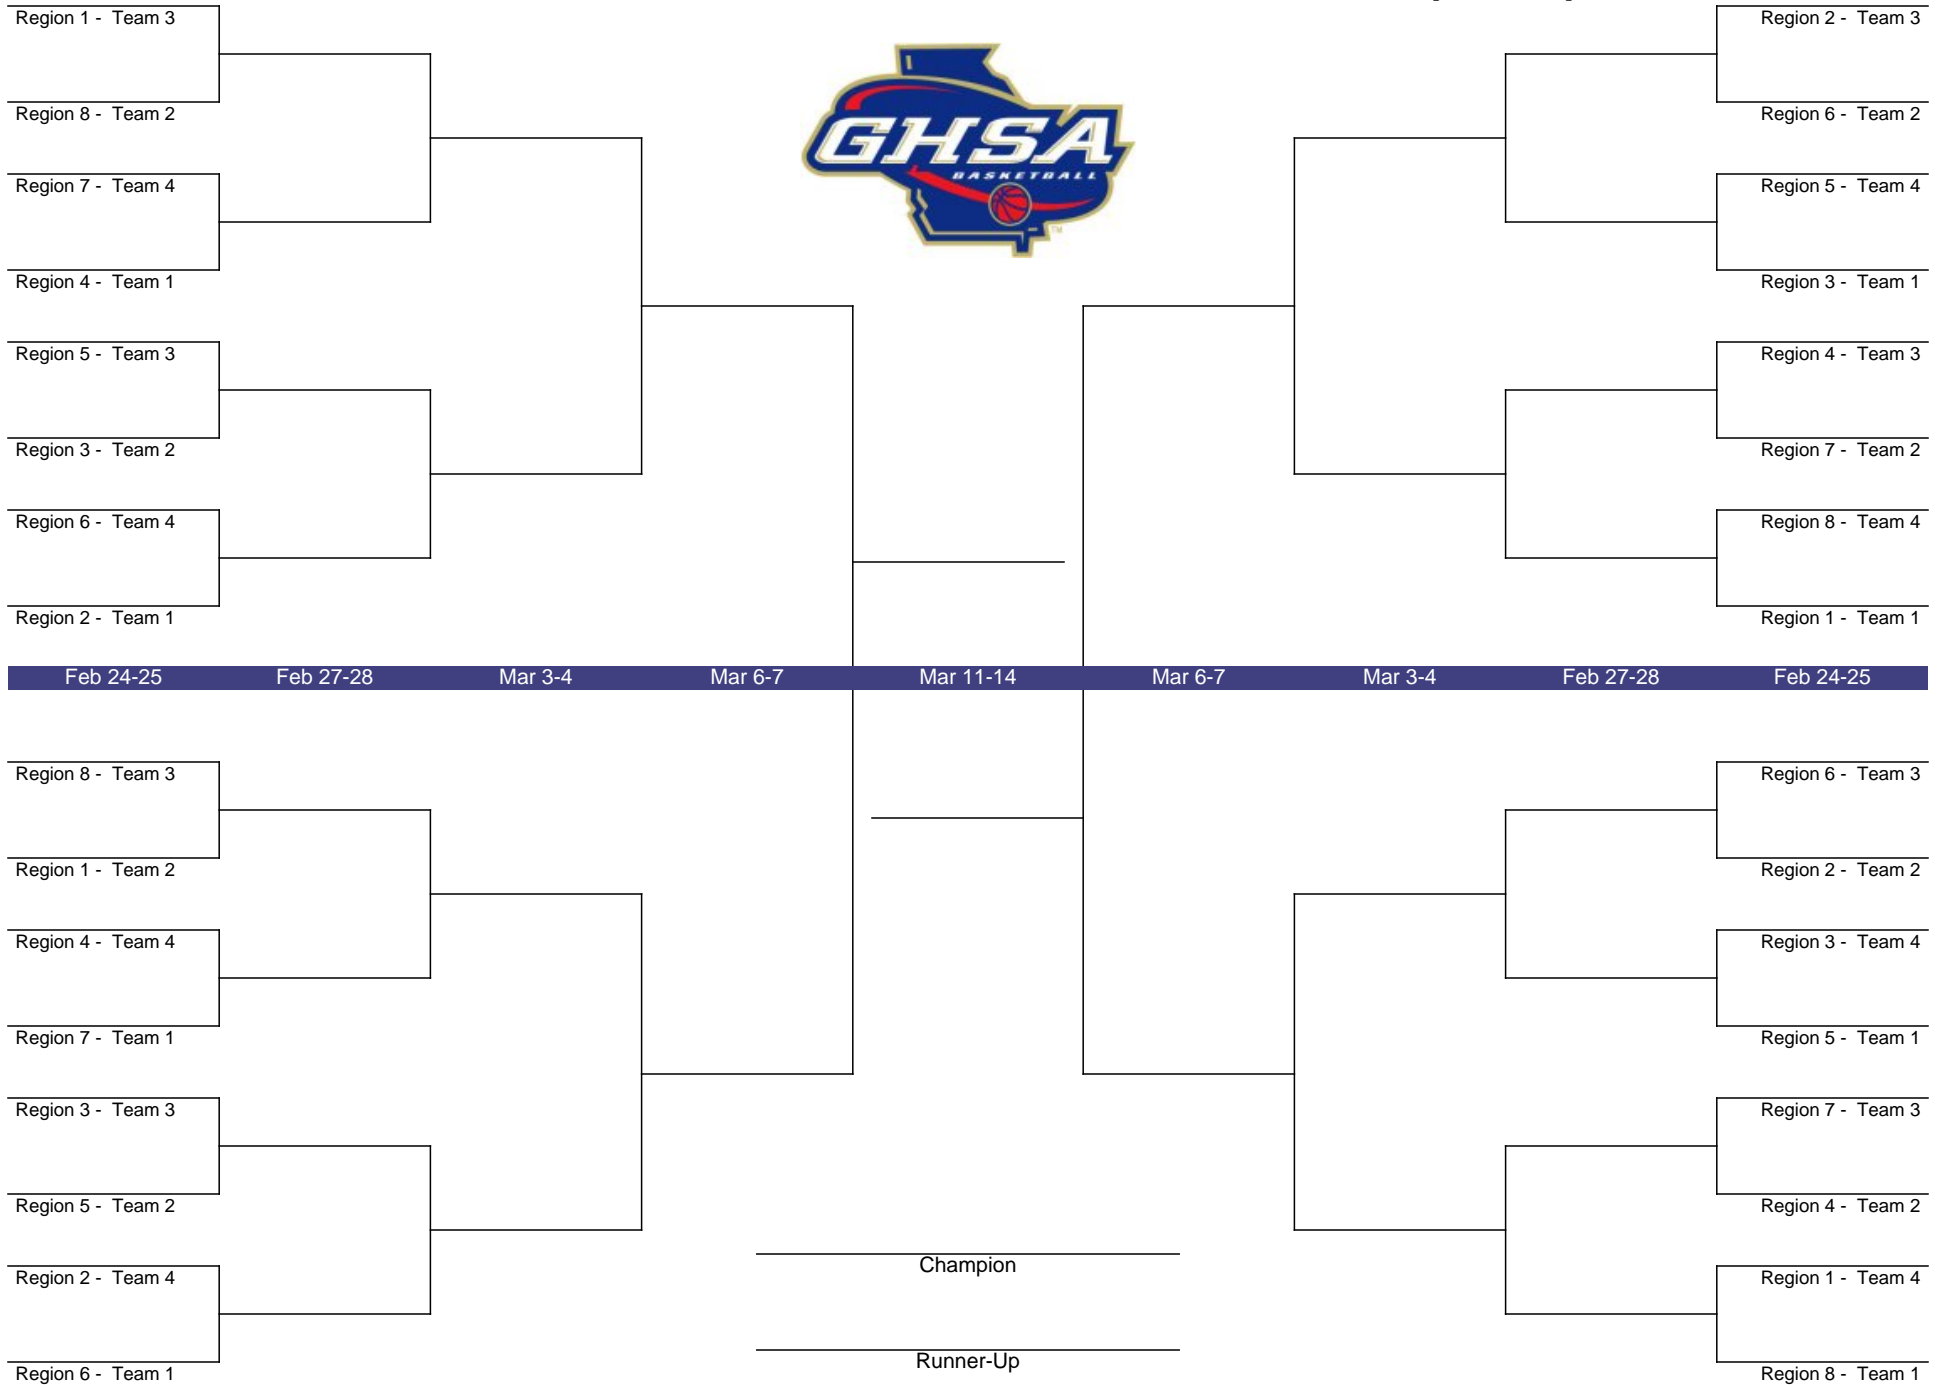 Region 1 - Team 3
Region 8 - Team 2
Region 7 - Team 4
Region 4 - Team 1
Region 5 - Team 3
Region 3 - Team 2
Region 6 - Team 4
Region 2 - Team 1
GHSA
BASKETBALL
TM
Region 2 - Team 3
Region 6 - Team 2
Region 5 - Team 4
Region 3 - Team 1
Region 4 - Team 3
Region 7 - Team 2
Region 8 - Team 4
Region 1 - Team 1
Feb 24-25 Feb 27-28 Mar 3-4 Mar 6-7 Mar 11-14 Mar 6-7 Mar 3-4 Feb 27-28 Feb 24-25
Region 8 - Team 3
Region 1 - Team 2
Region 4 - Team 4
Region 7 - Team 1
Region 3 - Team 3
Region 5 - Team 2
Region 2 - Team 4
Region 6 - Team 1
Champion
Runner-Up
Region 6 - Team 3
Region 2 - Team 2
Region 3 - Team 4
Region 5 - Team 1
Region 7 - Team 3
Region 4 - Team 2
Region 1 - Team 4
Region 8 - Team 1